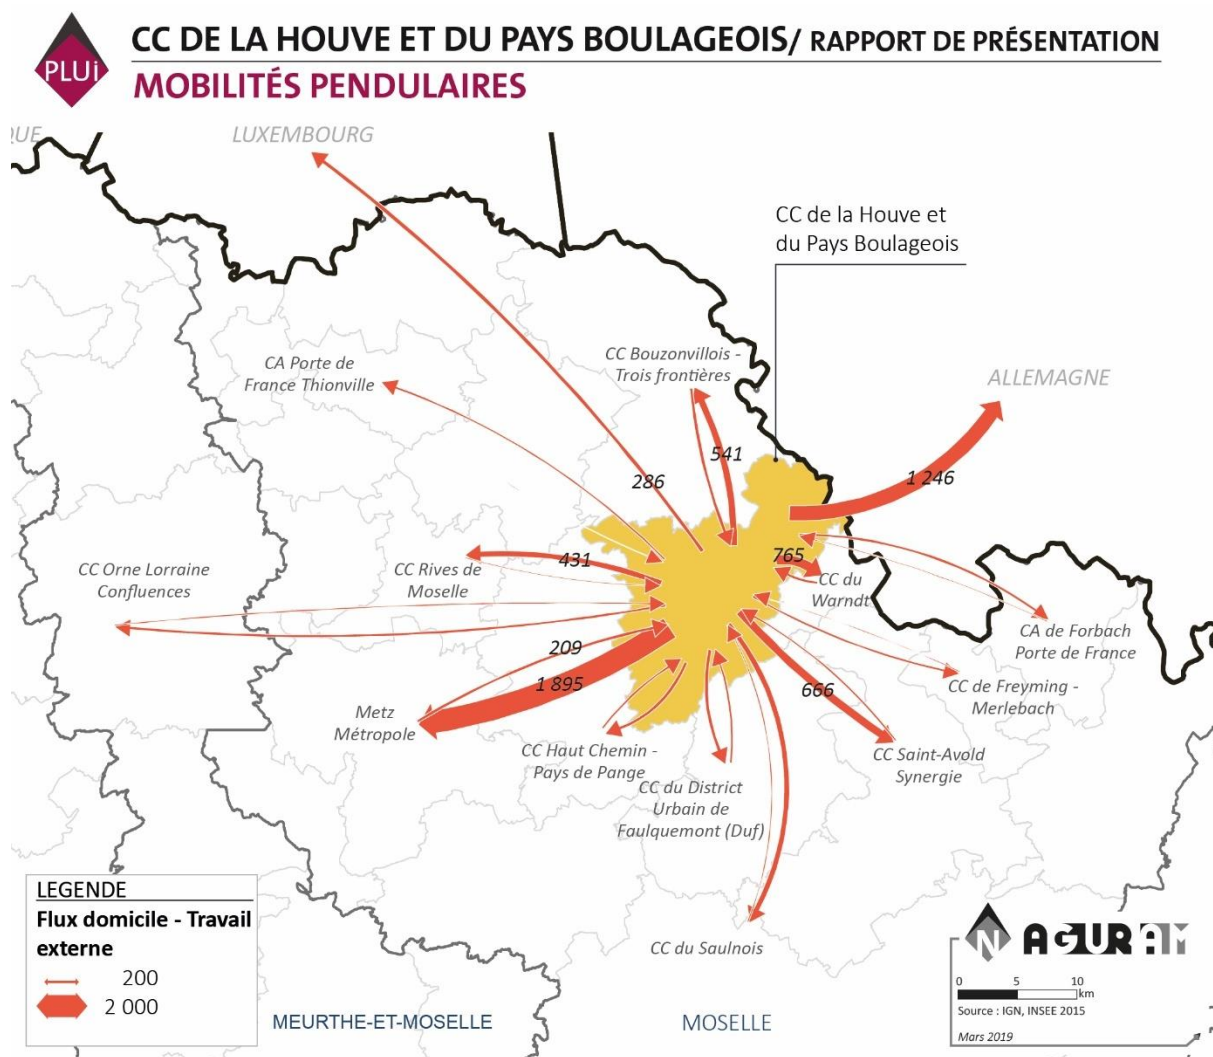 PLUi
CC DE LA HOUVE ET DU PAYS BOULAGEOIS/ RAPPORT DE PRÉSENTATION
MOBILITÉS PENDULAIRES
QUE
LUXEMBOURG
CC de la Houve et
du Pays Boulageois
CA Porte de
France Thionville
CC Bouzonvillois -
Trois frontières
ALLEMAGNE
541
286
1 246
431
765
CC Orne Lorraine
Confluences
CC Rives de
Moselle
CC du
Warndt
CA de Forbach
Porte de France
209
1 895
666
CC de Freyming -
Merlebach
Metz
Métropole
CC Haut Chemin -
Pays de Pange
CC Saint-Avold
Synergie
CC du District
Urbain de
Faulquemont (Duf)
CC du Saulnois
LEGENDE
Flux domicile - Travail
externe
200
2 000
MEURTHE-ET-MOSELLE
MOSELLE
N
AGURAM
0 5 10
km
Source : IGN, INSEE 2015
Mars 2019